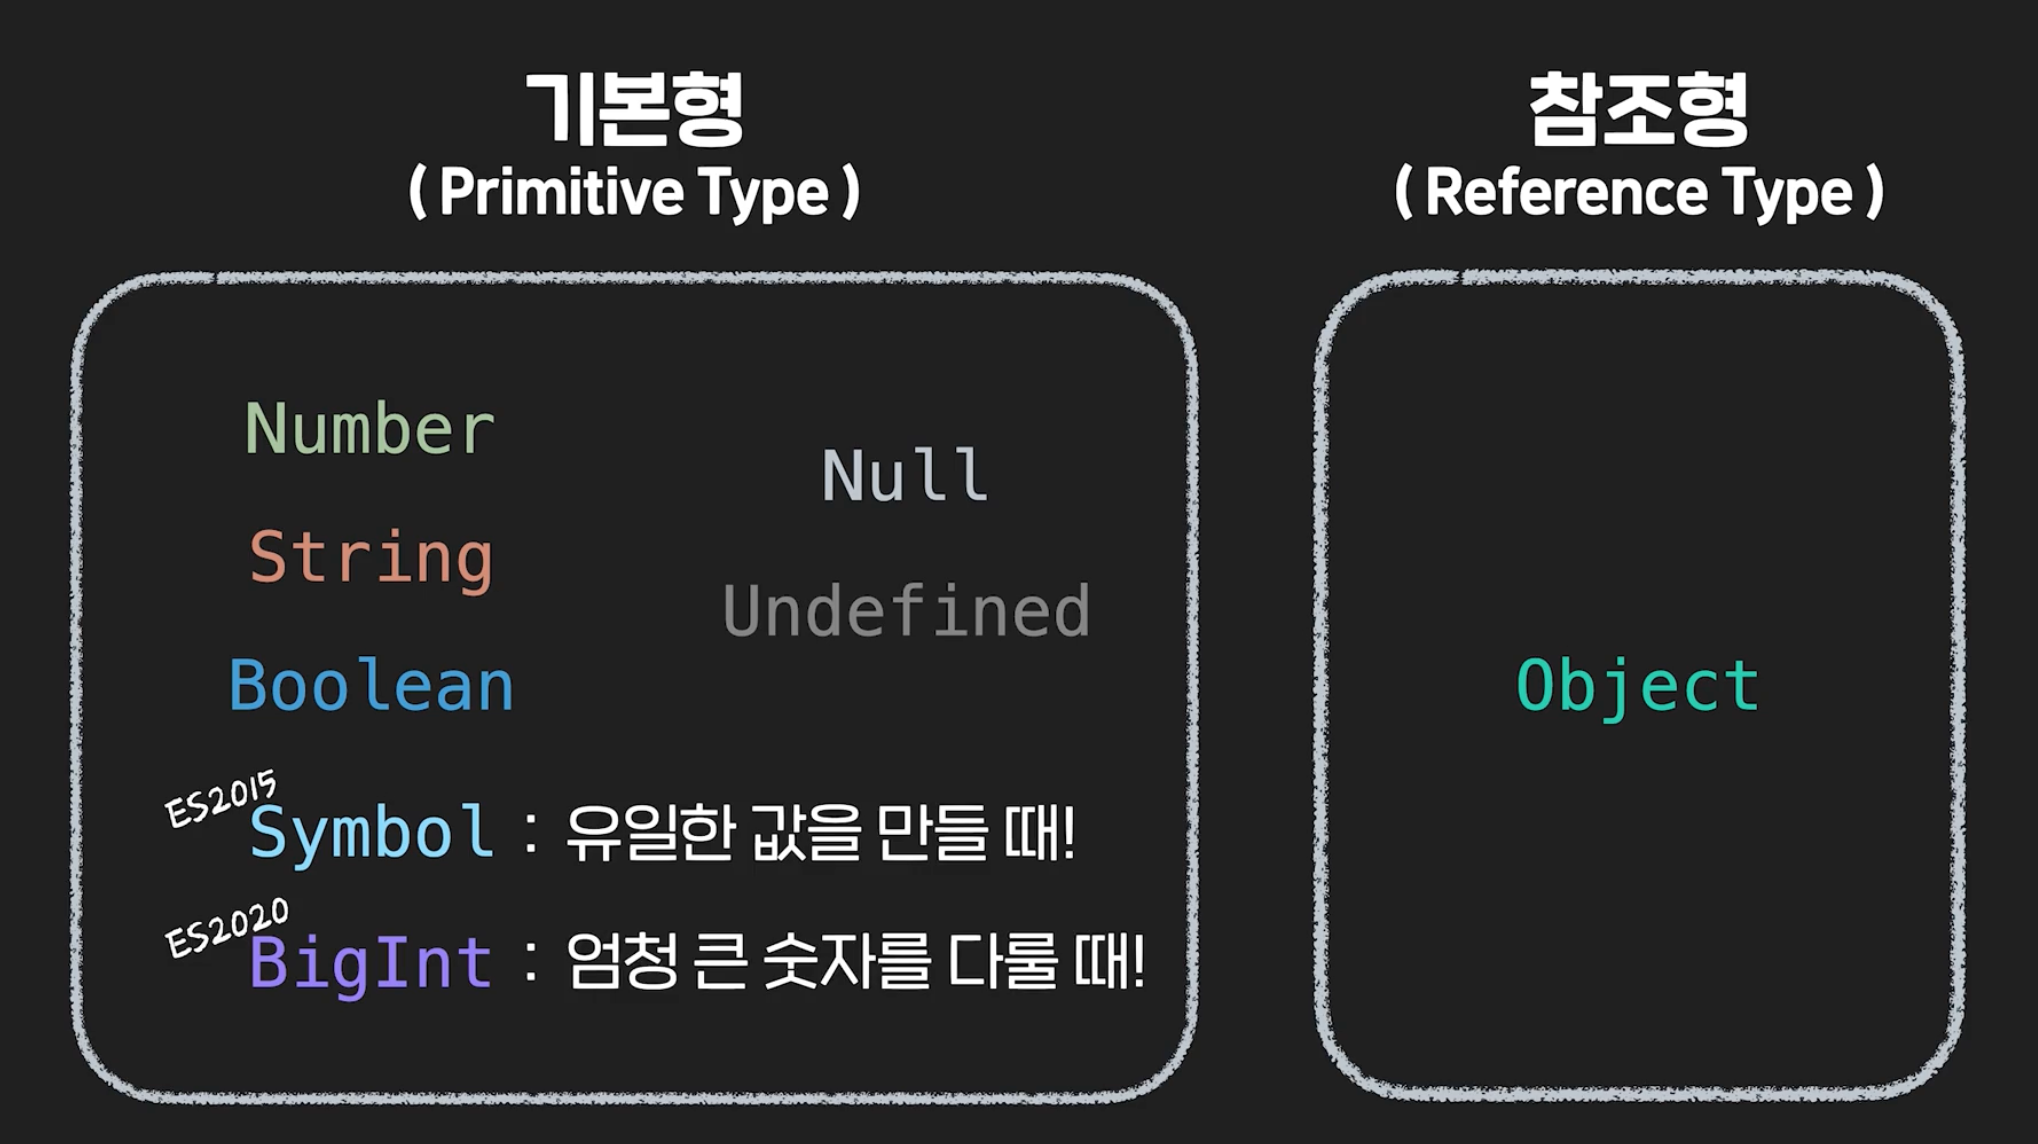 기본형
( Primitive Type )
Number
String
Boolean
Null
Undefined
ES2015
Symbol : 유일한 값을 만들 때!
ES2020
BigInt : 엄청 큰 숫자를 다룰 때!
참조형
( Reference Type )
Object